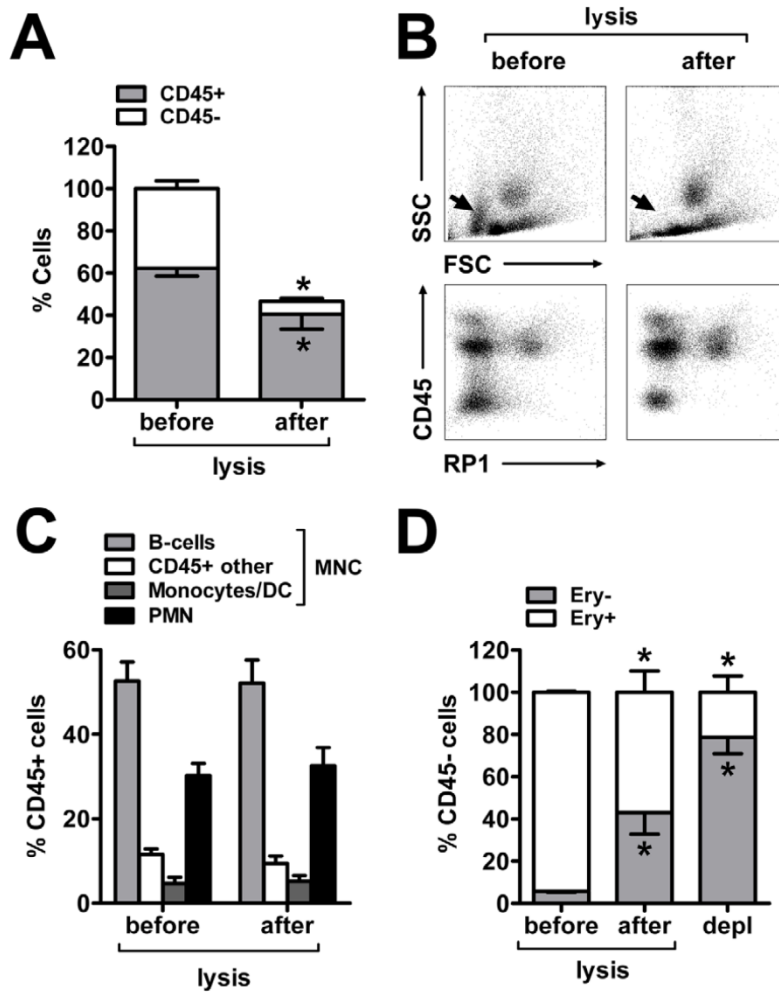 A
CD45+
CD45-
120
100
80
60
40
20
0
% Cells
*
*
before
after
lysis
B
lysis
before
after
SSC
FSC
CD45
RP1
C
B-cells
CD45+ other
Monocytes/DC
PMN
MNC
60
40
20
0
% CD45+ cells
before
after
lysis
D
Ery-
Ery+
120
100
80
60
40
20
0
% CD45- cells
*
*
*
*
before
after
depl
lysis